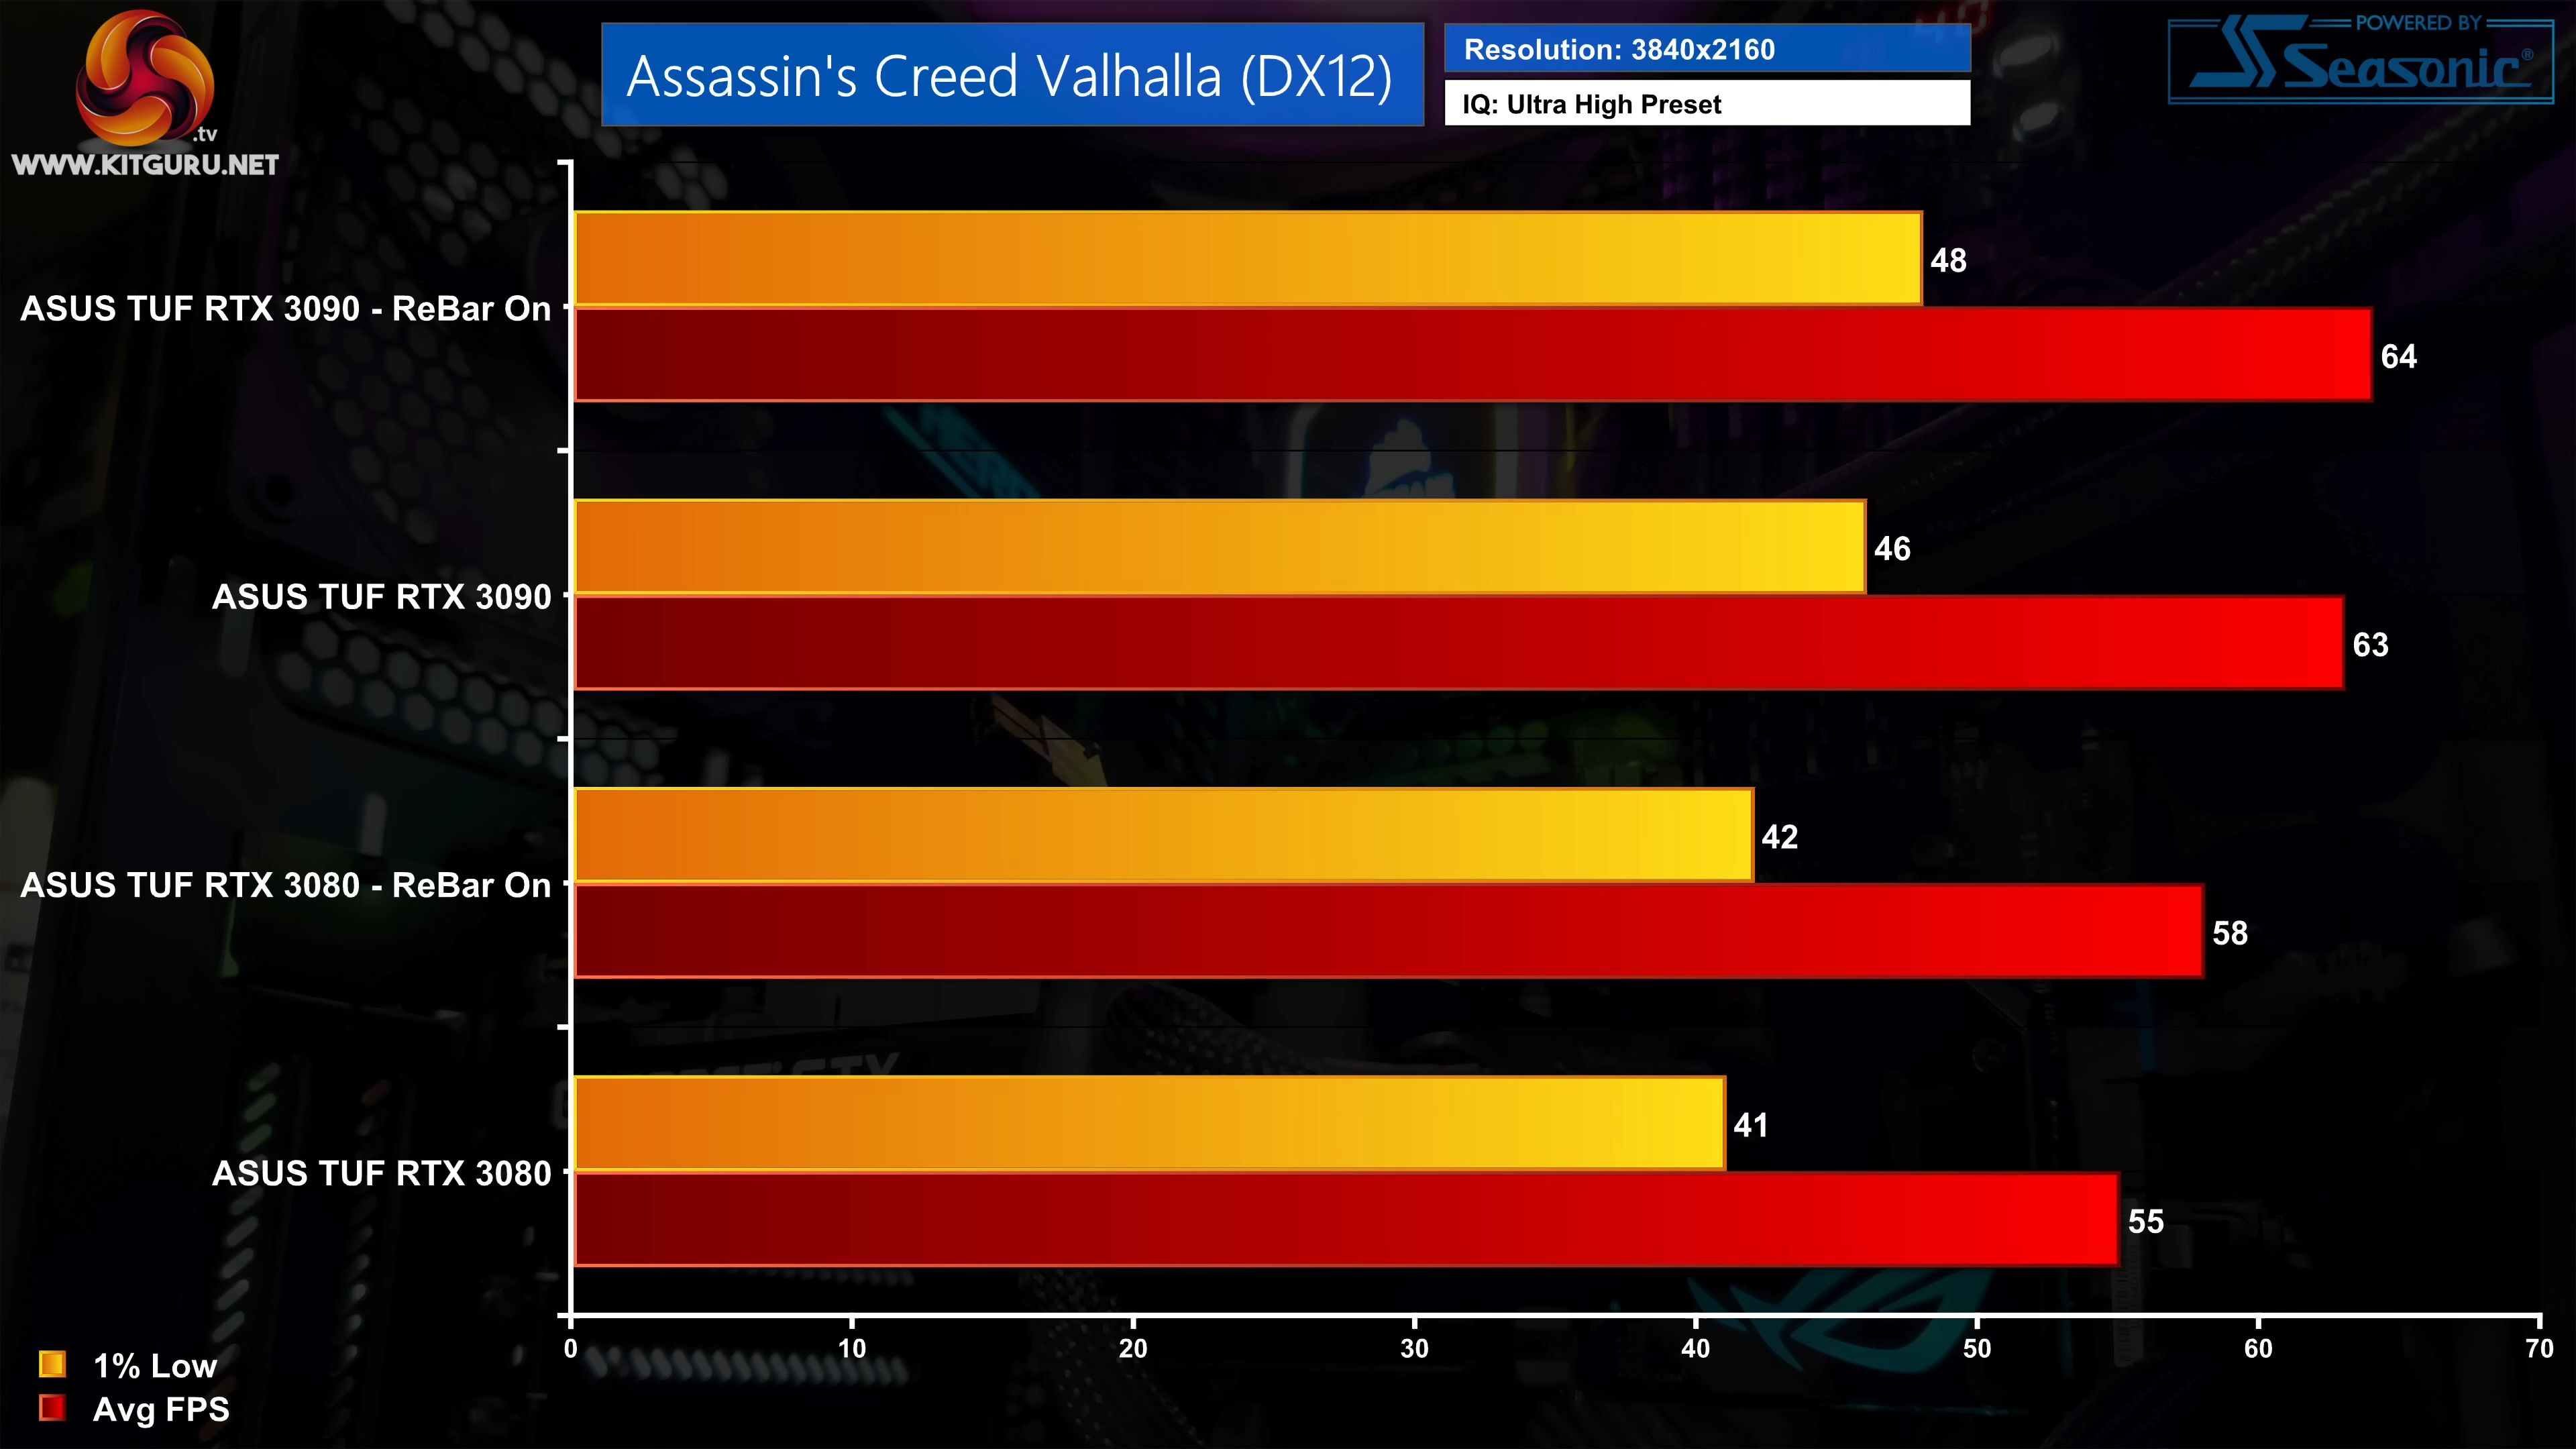 .tv
WWW.KITGURU.NET
Assassin's Creed Valhalla (DX12)
Resolution: 3840x2160
IQ: Ultra High Preset
POWERED BY
Seasonic®
ASUS TUF RTX 3090 - ReBar On
48
64
ASUS TUF RTX 3090
46
63
ASUS TUF RTX 3080 - ReBar On
42
58
ASUS TUF RTX 3080
41
55
0 10 20 30 40 50 60 70
1% Low
Avg FPS